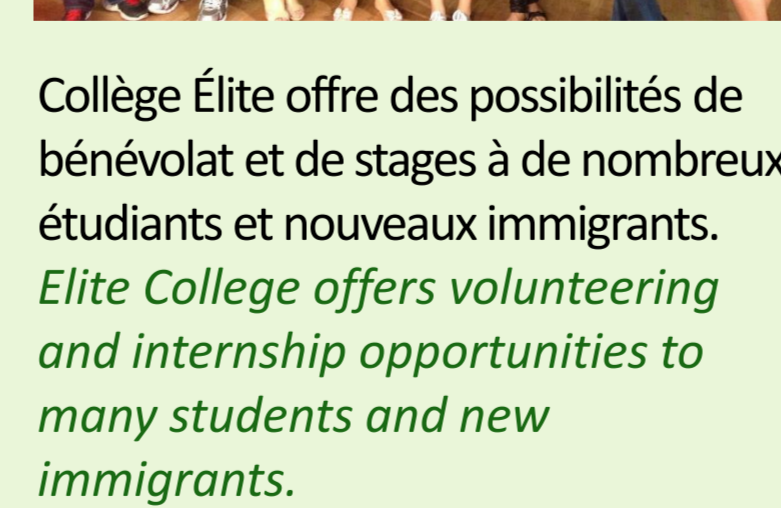 Collège Élite offre des possibilités de
bénévolat et de stages à de nombreux
étudiants et nouveaux immigrants.
Elite College offers volunteering
and internship opportunities to
many students and new
immigrants.